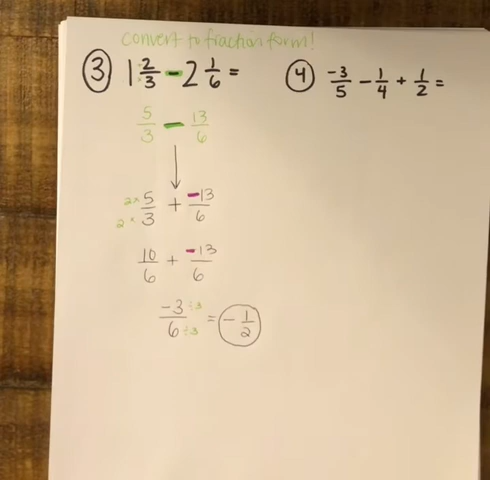 convert to fraction form!
③ 1 2/3 - 2 1/6 =
5/3 - 13/6
2× 5/3 2× + -13/6
10/6 + -13/6
-3/6 ÷3 ÷3 = - 1/2
④ -3/5 - 1/4 + 1/2 =